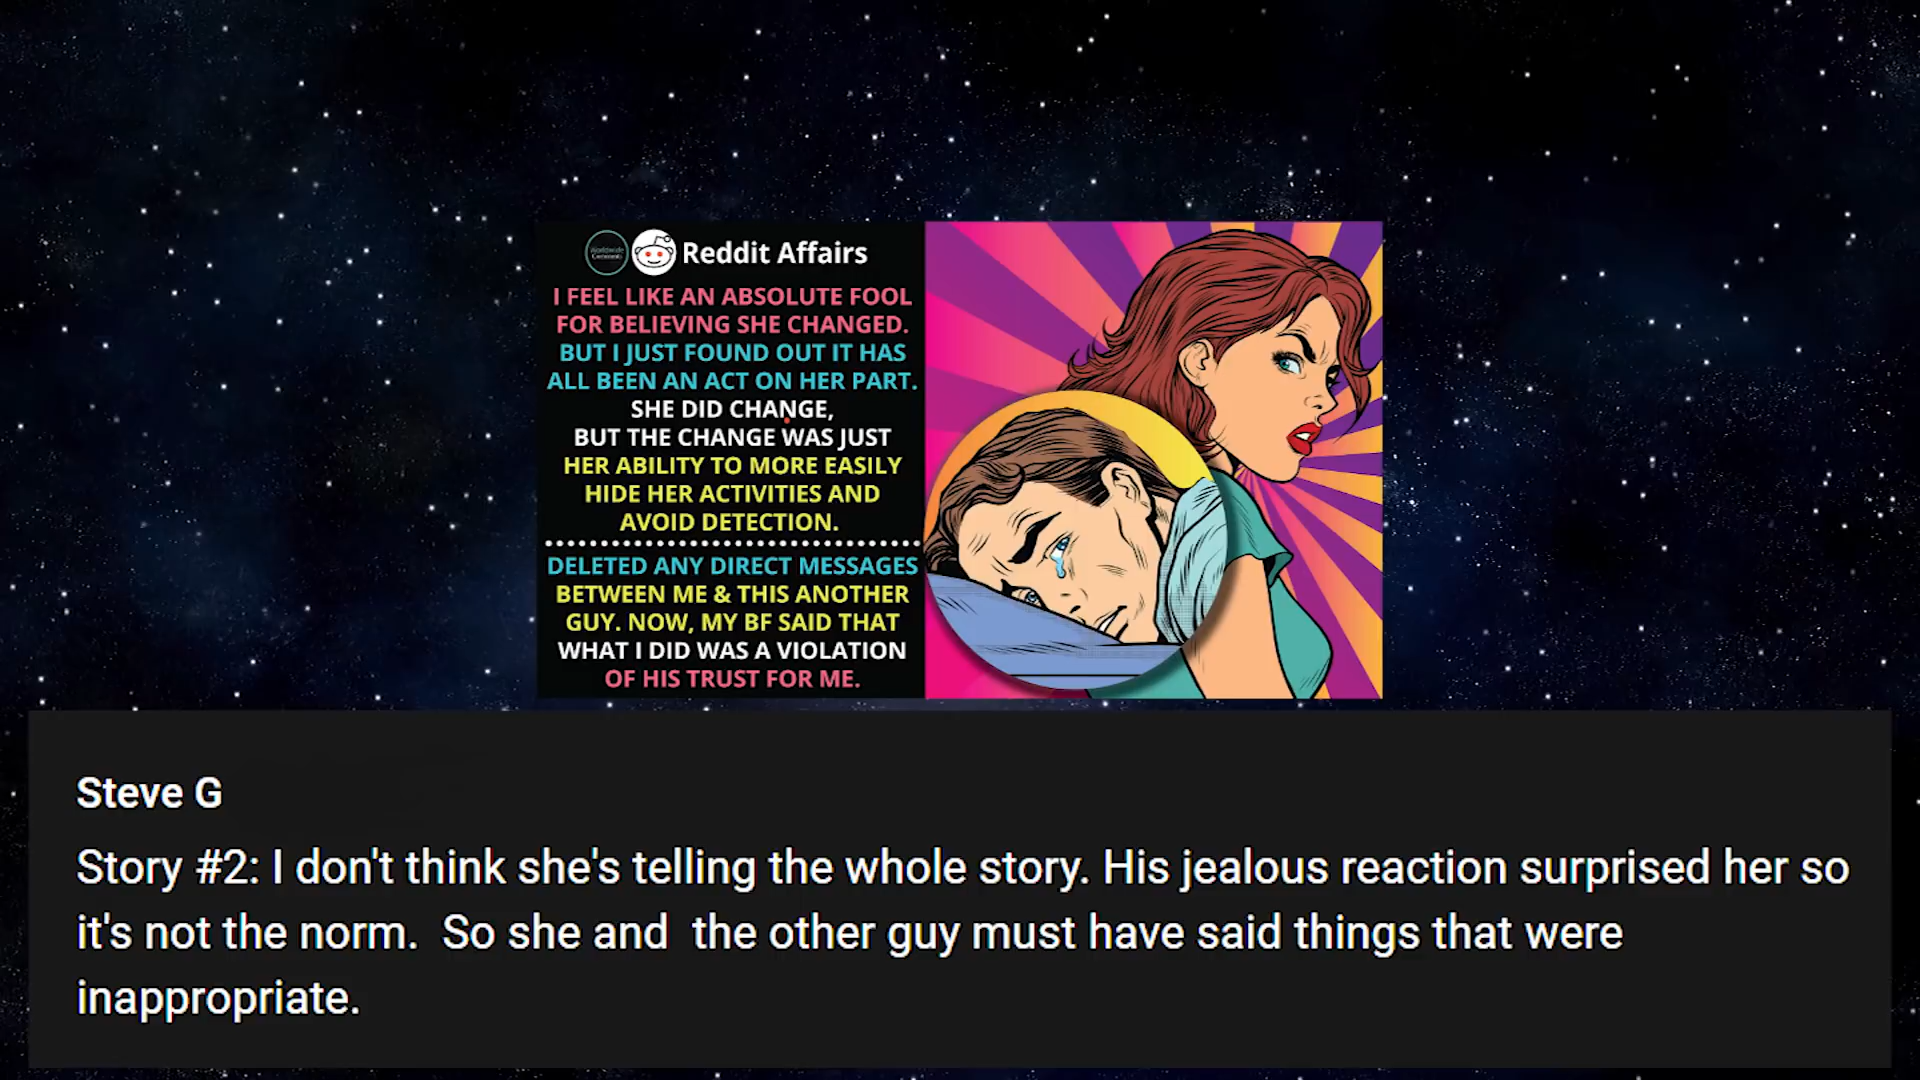 Worldwide
Comments
Reddit Affairs
I FEEL LIKE AN ABSOLUTE FOOL
FOR BELIEVING SHE CHANGED.
BUT I JUST FOUND OUT IT HAS
ALL BEEN AN ACT ON HER PART.
SHE DID CHANGE,
BUT THE CHANGE WAS JUST
HER ABILITY TO MORE EASILY
HIDE HER ACTIVITIES AND
AVOID DETECTION.
DELETED ANY DIRECT MESSAGES
BETWEEN ME & THIS ANOTHER
GUY. NOW, MY BF SAID THAT
WHAT I DID WAS A VIOLATION
OF HIS TRUST FOR ME.
Steve G
Story #2: I don't think she's telling the whole story. His jealous reaction surprised her so
it's not the norm.  So she and  the other guy must have said things that were
inappropriate.